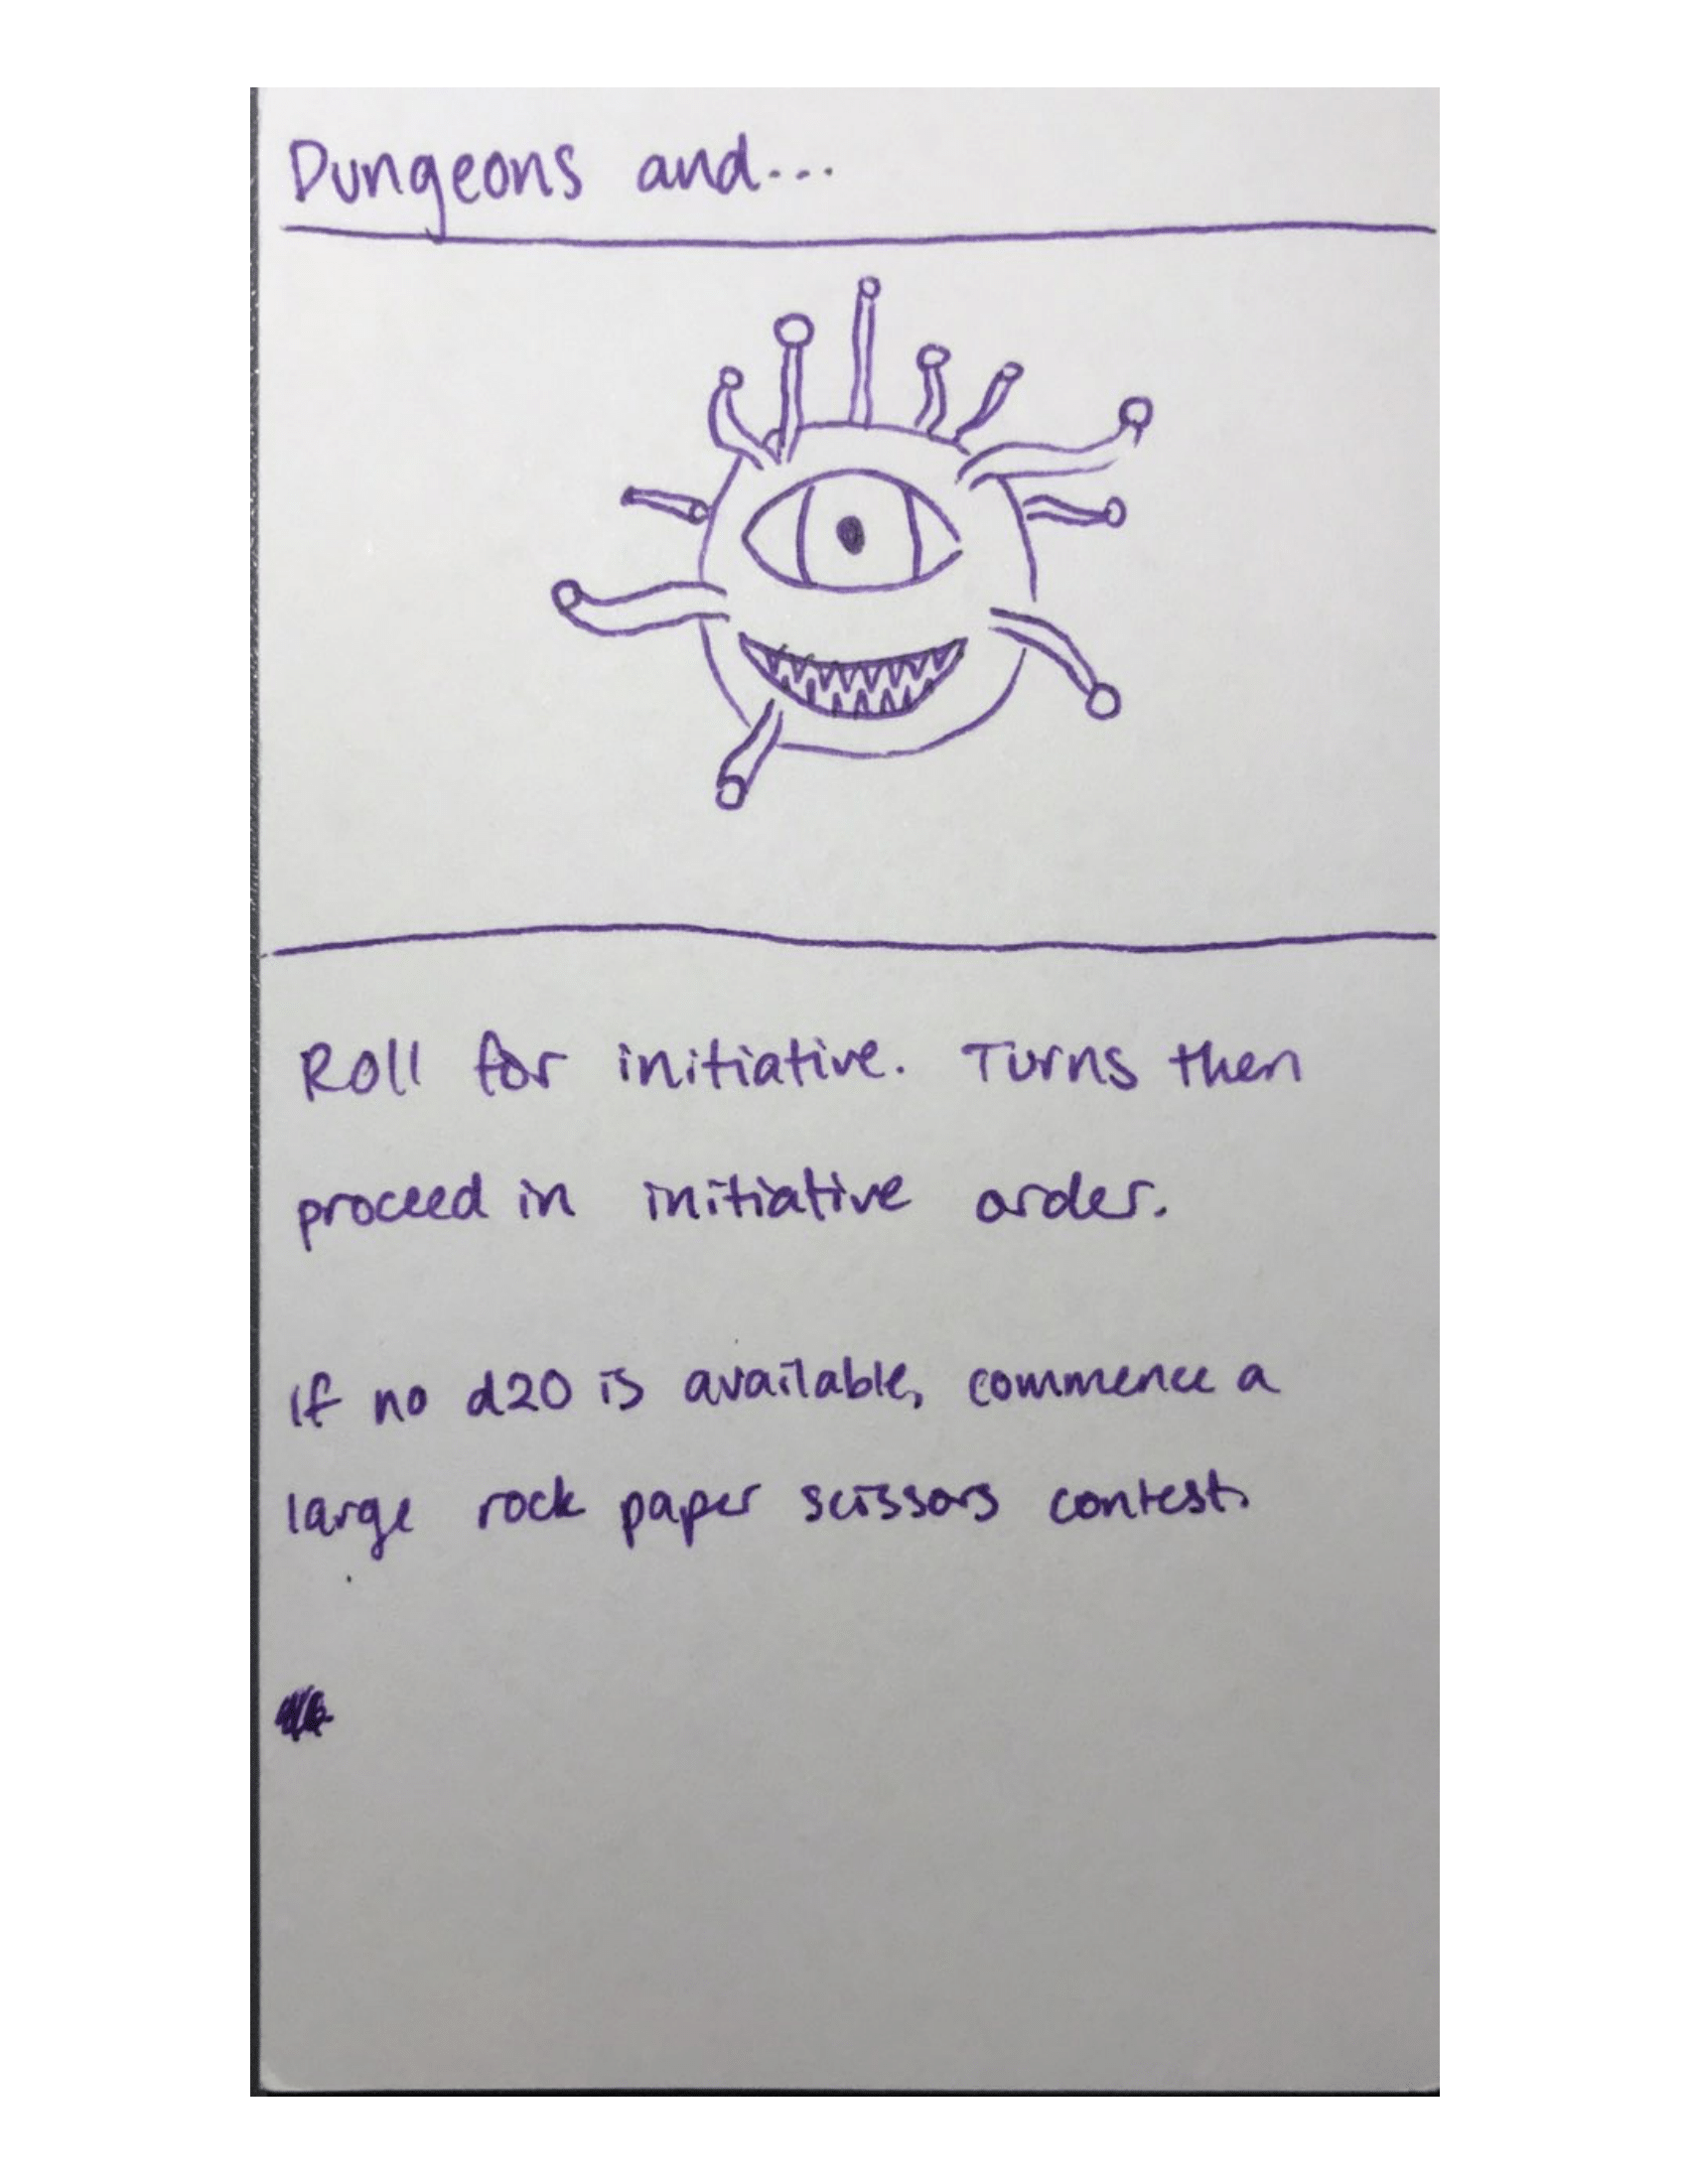 Dungeons and...
Roll for initiative. Turns then
proceed in initiative order.
If no d20 is available, commence a
large rock paper scissors contest.